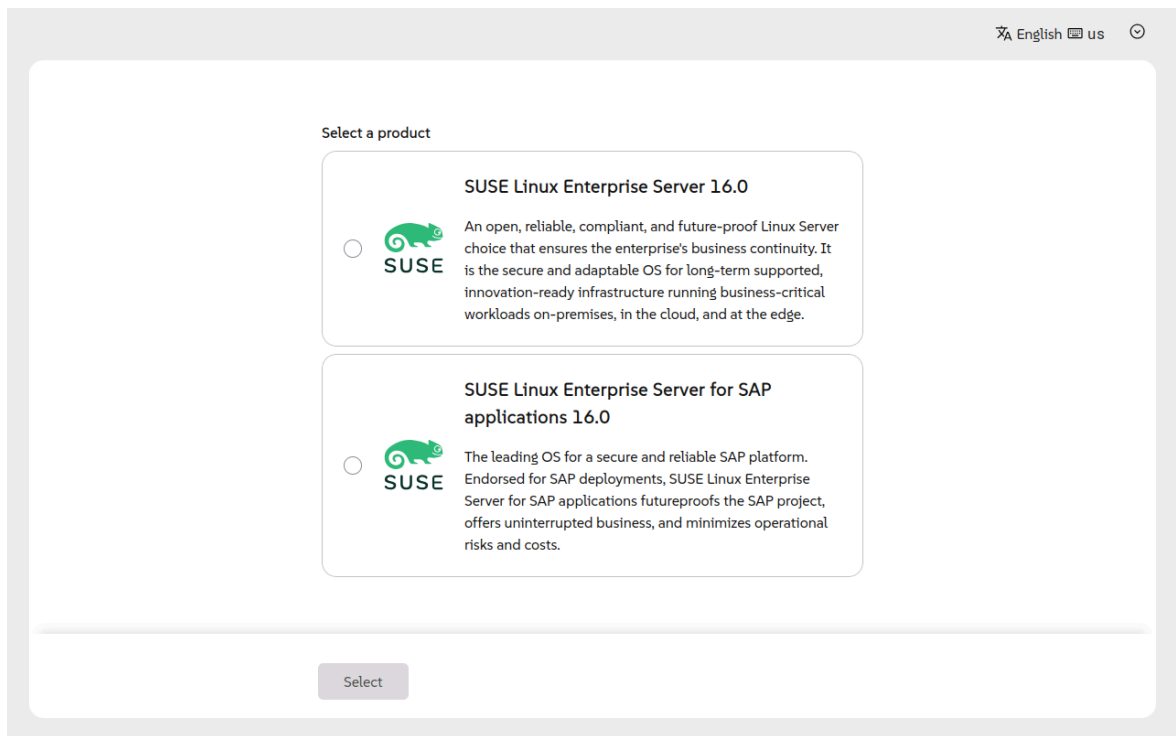 English us
Select a product
SUSE Linux Enterprise Server 16.0
An open, reliable, compliant, and future-proof Linux Server
choice that ensures the enterprise's business continuity. It
is the secure and adaptable OS for long-term supported,
innovation-ready infrastructure running business-critical
workloads on-premises, in the cloud, and at the edge.
SUSE
SUSE Linux Enterprise Server for SAP
applications 16.0
The leading OS for a secure and reliable SAP platform.
Endorsed for SAP deployments, SUSE Linux Enterprise
Server for SAP applications futureproofs the SAP project,
offers uninterrupted business, and minimizes operational
risks and costs.
SUSE
Select